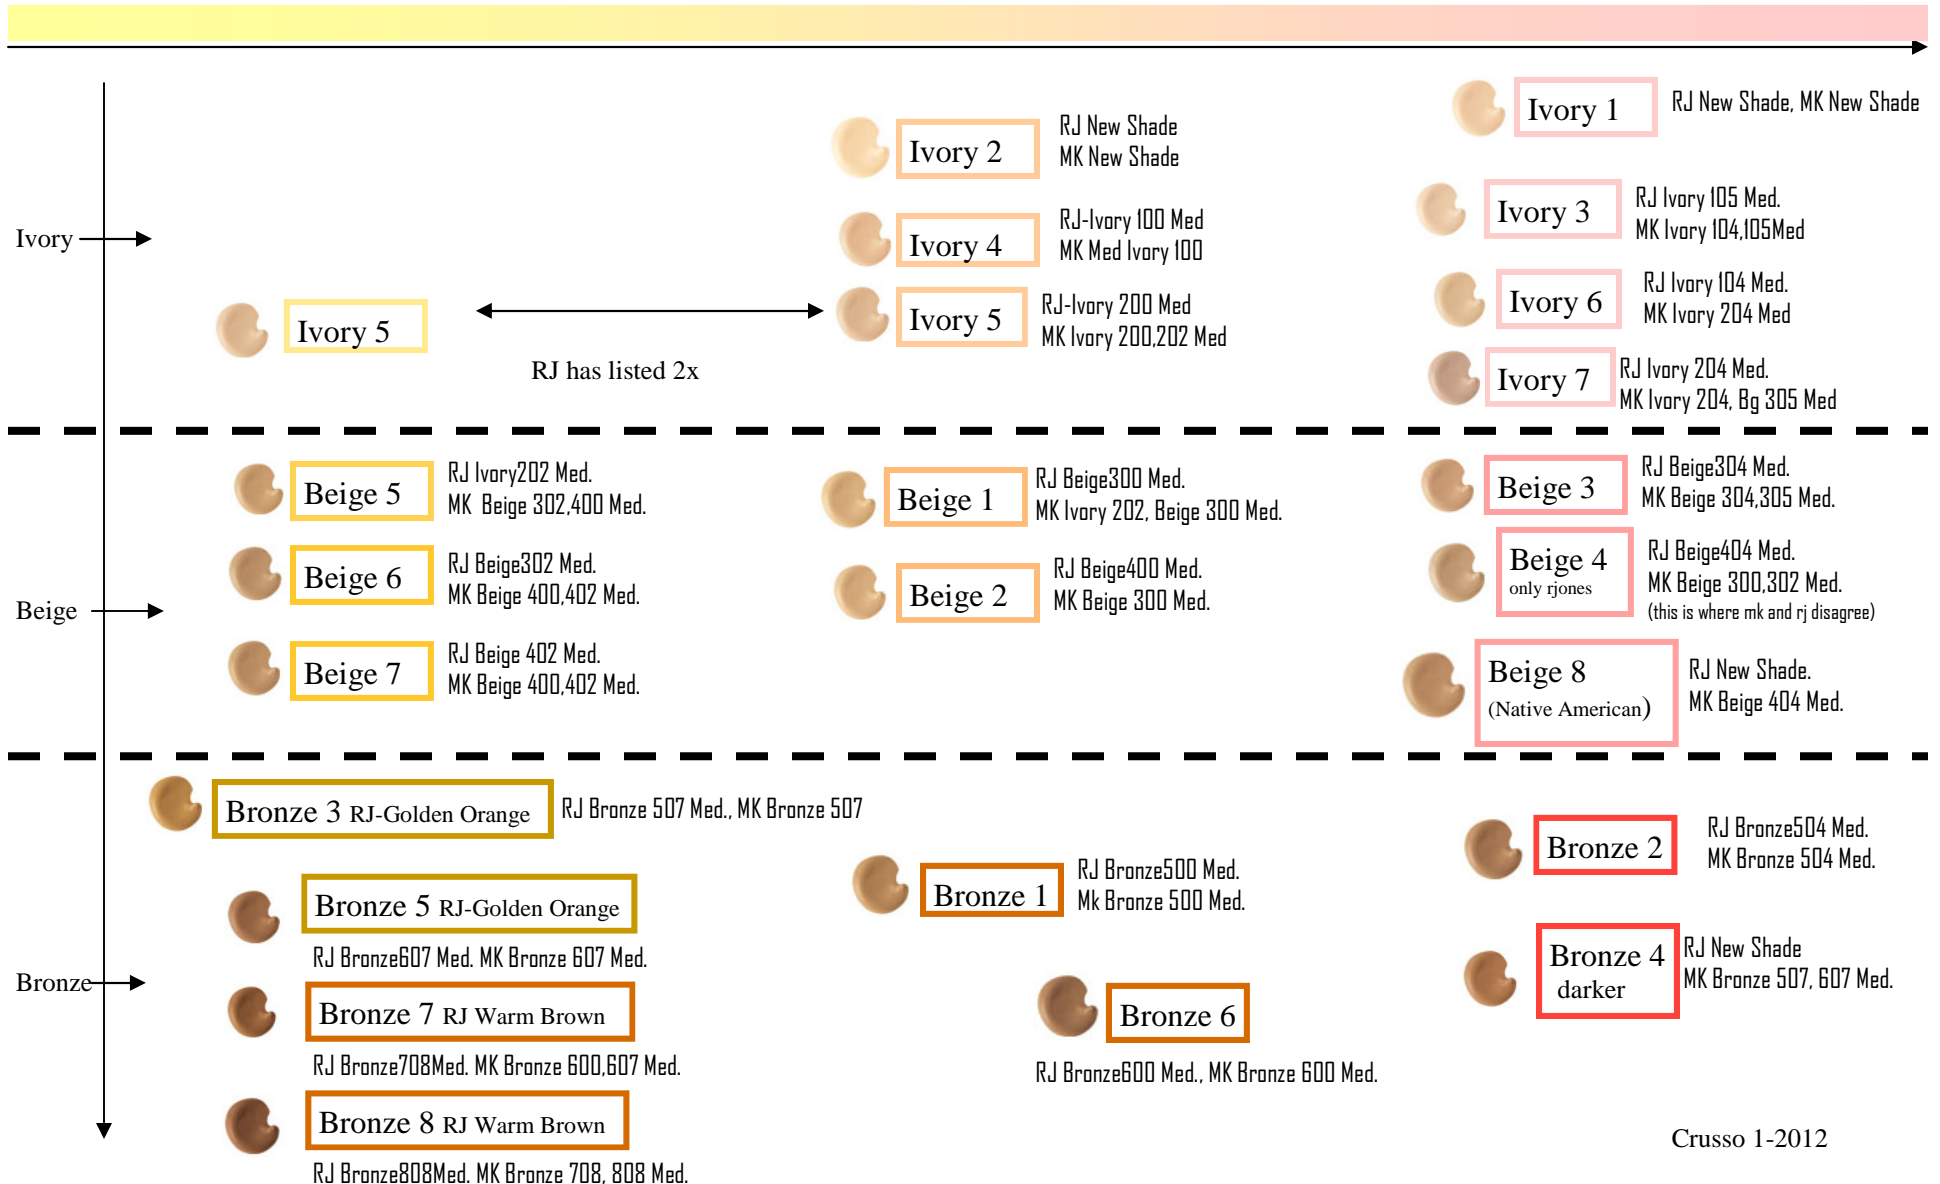 Ivory 1
RJ New Shade, MK New Shade
Ivory 2
RJ New Shade
MK New Shade
Ivory 3
RJ Ivory 105 Med.
MK Ivory 104,105Med
Ivory
Ivory 4
RJ-Ivory 100 Med
MK Med Ivory 100
Ivory 6
RJ Ivory 104 Med.
MK Ivory 204 Med
Ivory 5
RJ has listed 2x
Ivory 5
RJ-Ivory 200 Med
MK Ivory 200,202 Med
Ivory 7
RJ Ivory 204 Med.
MK Ivory 204, Bg 305 Med
Beige 5
RJ Ivory202 Med.
MK Beige 302,400 Med.
Beige 1
RJ Beige300 Med.
MK Ivory 202, Beige 300 Med.
Beige 3
RJ Beige304 Med.
MK Beige 304,305 Med.
Beige
Beige 6
RJ Beige302 Med.
MK Beige 400,402 Med.
Beige 2
RJ Beige400 Med.
MK Beige 300 Med.
Beige 4
only rjones
RJ Beige404 Med.
MK Beige 300,302 Med.
(this is where mk and rj disagree)
Beige 7
RJ Beige 402 Med.
MK Beige 400,402 Med.
Beige 8
(Native American)
RJ New Shade.
MK Beige 404 Med.
Bronze 3 RJ-Golden Orange
RJ Bronze 507 Med., MK Bronze 507
Bronze 2
RJ Bronze504 Med.
MK Bronze 504 Med.
Bronze 5 RJ-Golden Orange
RJ Bronze607 Med. MK Bronze 607 Med.
Bronze 1
RJ Bronze500 Med.
Mk Bronze 500 Med.
Bronze 4
darker
RJ New Shade
MK Bronze 507, 607 Med.
Bronze
Bronze 7 RJ Warm Brown
RJ Bronze708Med. MK Bronze 600,607 Med.
Bronze 6
RJ Bronze600 Med., MK Bronze 600 Med.
Bronze 8 RJ Warm Brown
RJ Bronze808Med. MK Bronze 708, 808 Med.
Crusso 1-2012